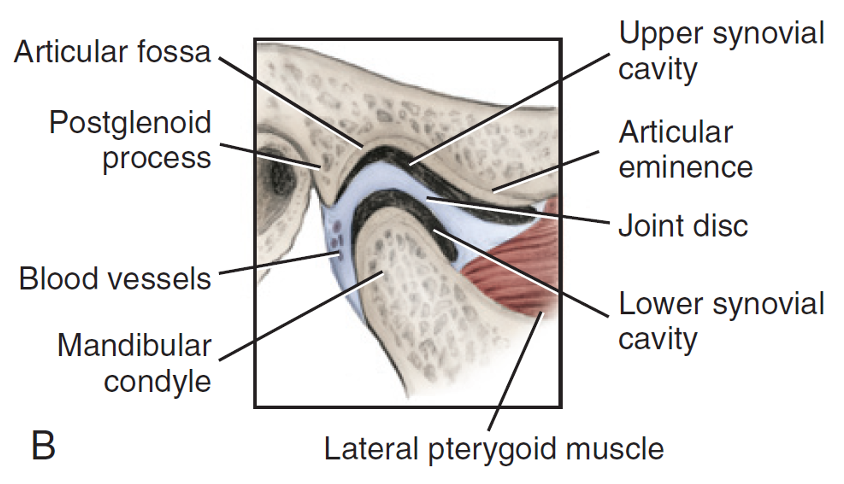 Articular fossa
Postglenoid
process
Blood vessels
Mandibular
condyle
B
Upper synovial
cavity
Articular
eminence
Joint disc
Lower synovial
cavity
Lateral pterygoid muscle